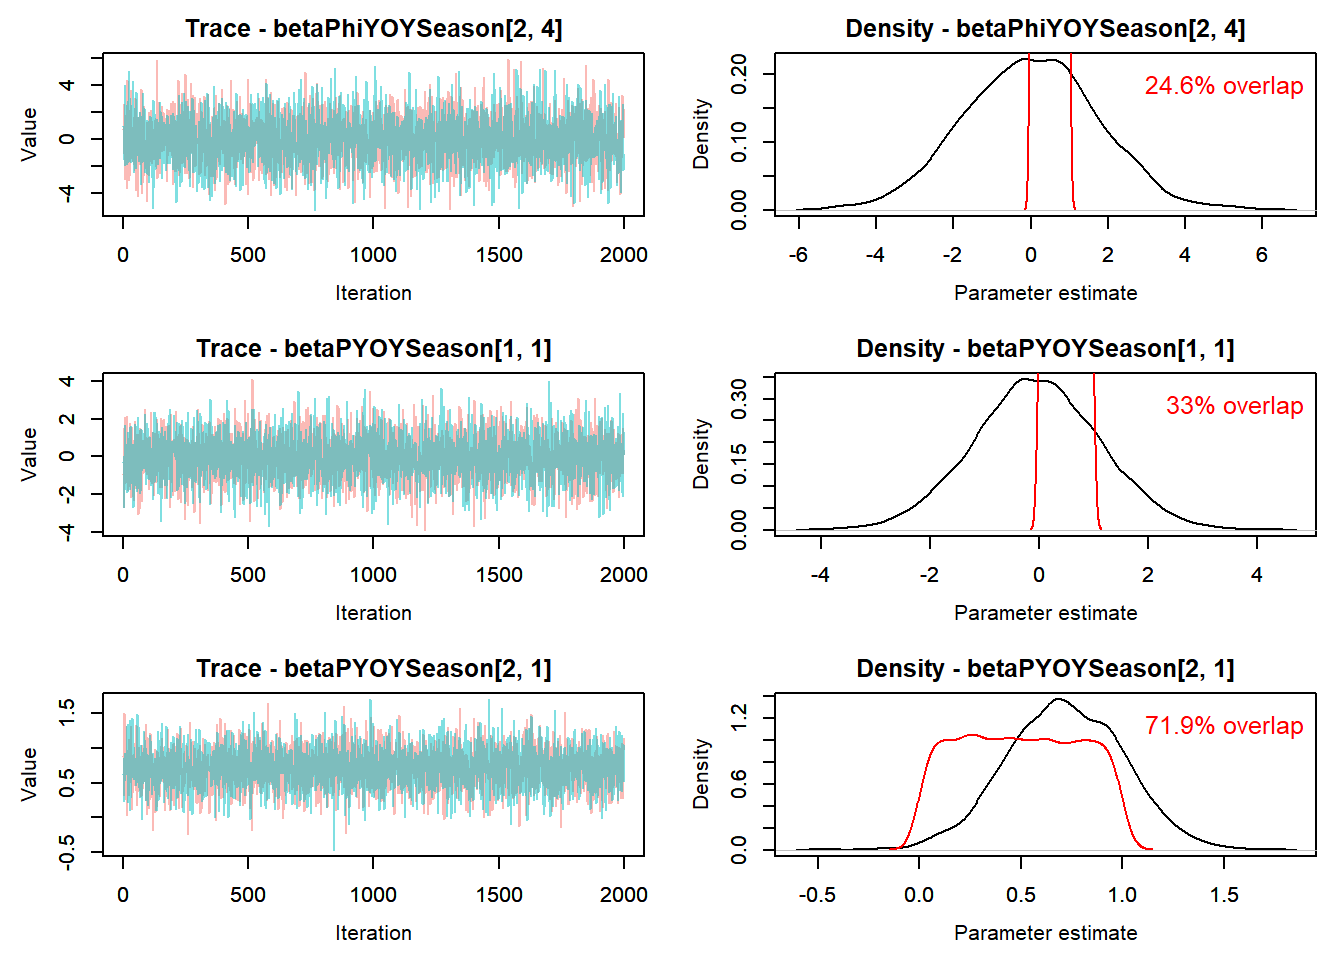 Trace - betaPhiYOYSeason[2, 4]
Value
4
0
-4
0 500 1000 1500 2000
Iteration
Density - betaPhiYOYSeason[2, 4]
24.6% overlap
Density
0.20
0.10
0.00
-6 -4 -2 0 2 4 6
Parameter estimate
Trace - betaPYOYSeason[1, 1]
Value
4
2
0
-2
-4
0 500 1000 1500 2000
Iteration
Density - betaPYOYSeason[1, 1]
33% overlap
Density
0.30
0.15
0.00
-4 -2 0 2 4
Parameter estimate
Trace - betaPYOYSeason[2, 1]
Value
1.5
0.5
-0.5
0 500 1000 1500 2000
Iteration
Density - betaPYOYSeason[2, 1]
71.9% overlap
Density
1.2
0.6
0.0
-0.5 0.0 0.5 1.0 1.5
Parameter estimate